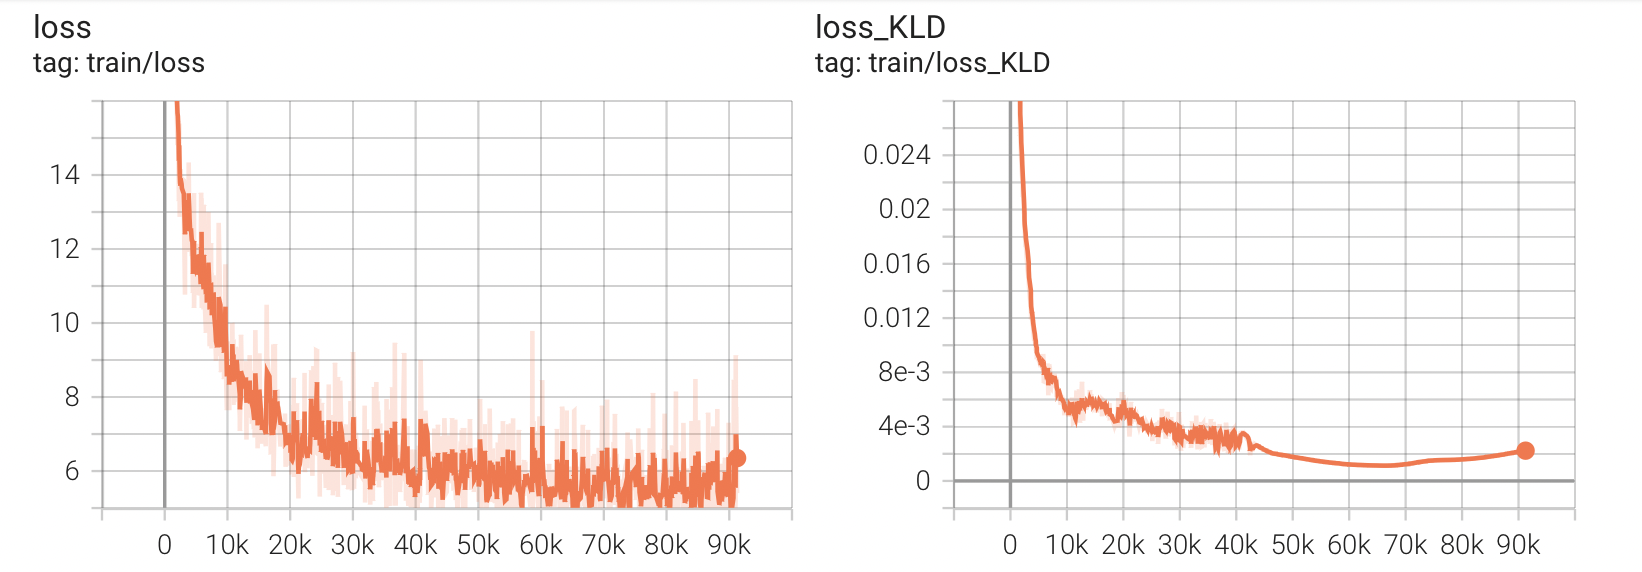 loss
tag: train/loss
14
12
10
8
6
0 10k 20k 30k 40k 50k 60k 70k 80k 90k
loss_KLD
tag: train/loss_KLD
0.024
0.02
0.016
0.012
8e-3
4e-3
0
0 10k 20k 30k 40k 50k 60k 70k 80k 90k